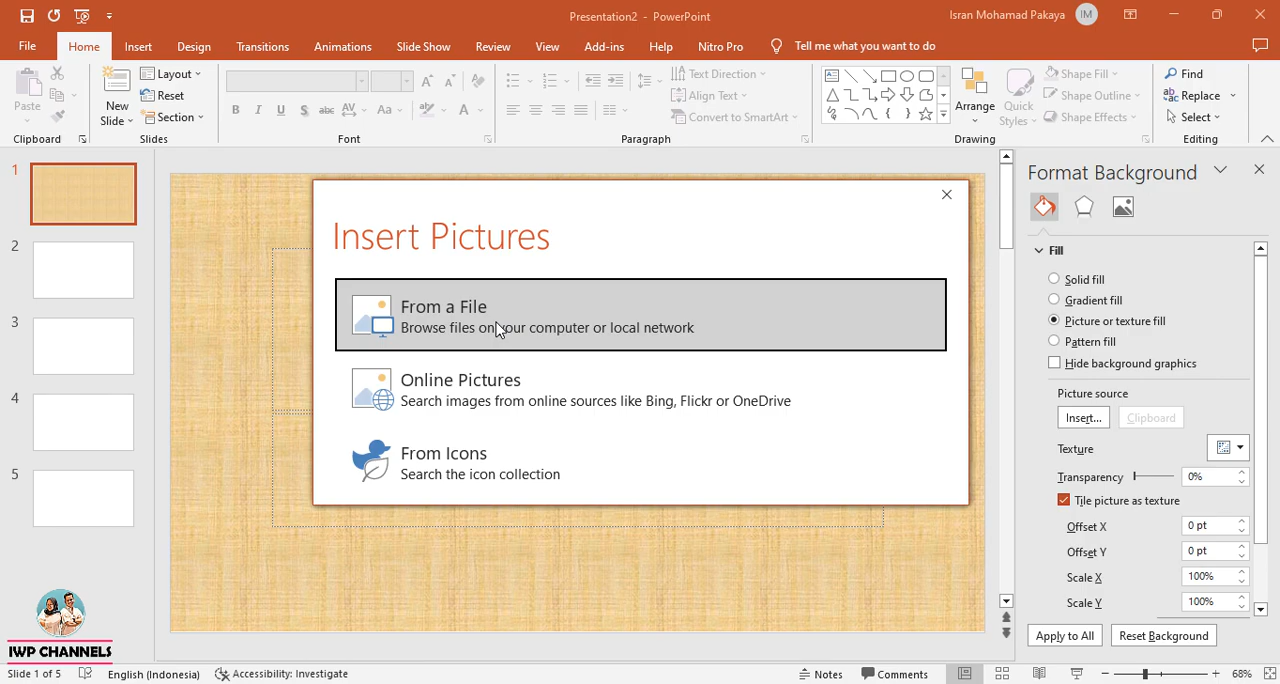 Presentation2 - PowerPoint
Isran Mohamad Pakaya
IM
File
Home
Insert
Design
Transitions
Animations
Slide Show
Review
View
Add-ins
Help
Nitro Pro
Tell me what you want to do
Paste
Clipboard
New
Slide
Layout
Reset
Section
Slides
B I U S abc AV Aa A
Font
Text Direction
Align Text
Convert to SmartArt
Paragraph
Arrange
Quick
Styles
Shape Fill
Shape Outline
Shape Effects
Drawing
Find
Replace
Select
Editing
1
2
3
4
5
Insert Pictures
From a File
Browse files on your computer or local network
Online Pictures
Search images from online sources like Bing, Flickr or OneDrive
From Icons
Search the icon collection
Format Background
Fill
Solid fill
Gradient fill
Picture or texture fill
Pattern fill
Hide background graphics
Picture source
Insert...
Clipboard
Texture
Transparency
0%
Tile picture as texture
Offset X
0 pt
Offset Y
0 pt
Scale X
100%
Scale Y
100%
Apply to All
Reset Background
IWP CHANNELS
Slide 1 of 5
English (Indonesia)
Accessibility: Investigate
Notes
Comments
68%